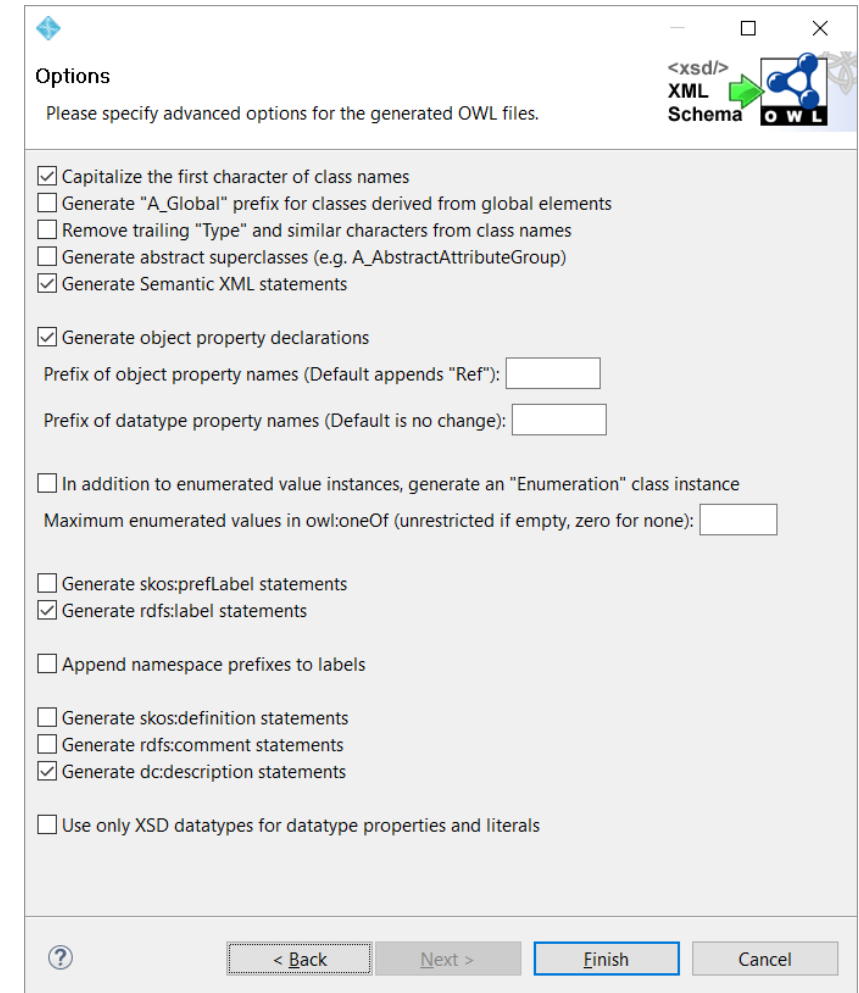 Options
Please specify advanced options for the generated OWL files.
<xsd/>
XML
Schema
OWL
Capitalize the first character of class names
Generate "A_Global" prefix for classes derived from global elements
Remove trailing "Type" and similar characters from class names
Generate abstract superclasses (e.g. A_AbstractAttributeGroup)
Generate Semantic XML statements
Generate object property declarations
Prefix of object property names (Default appends "Ref"):
Prefix of datatype property names (Default is no change):
In addition to enumerated value instances, generate an "Enumeration" class instance
Maximum enumerated values in owl:oneOf (unrestricted if empty, zero for none):
Generate skos:prefLabel statements
Generate rdfs:label statements
Append namespace prefixes to labels
Generate skos:definition statements
Generate rdfs:comment statements
Generate dc:description statements
Use only XSD datatypes for datatype properties and literals
? < Back Next > Finish Cancel